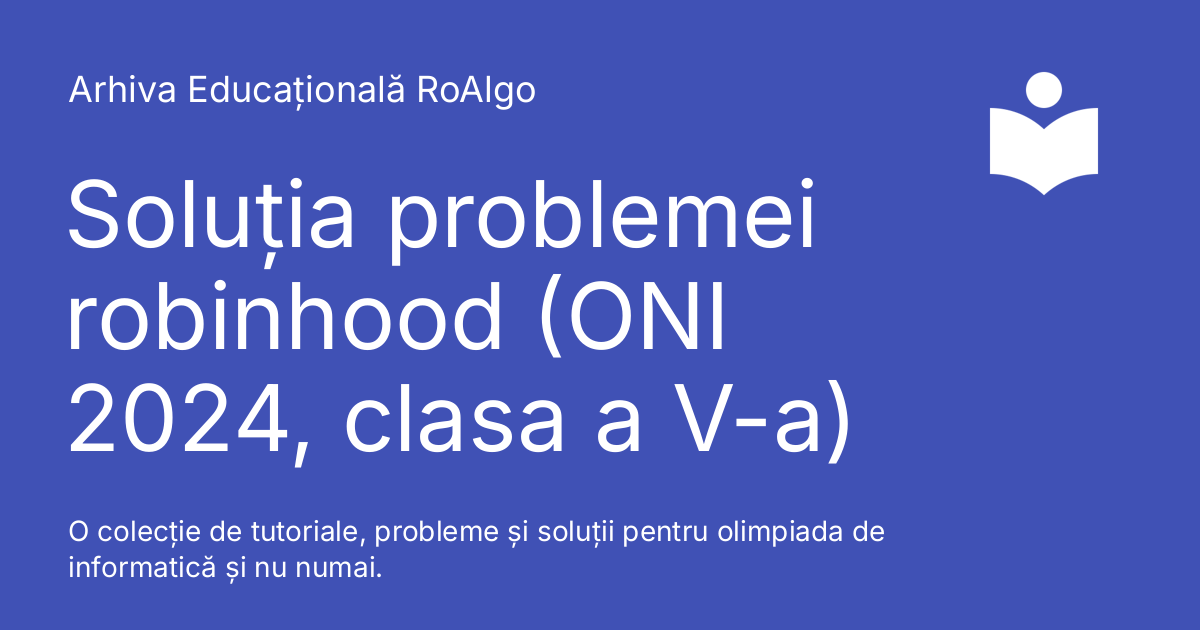 Arhiva Educațională RoAlgo
Soluția problemei
robinhood (ONI
2024, clasa a V-a)
O colecție de tutoriale, probleme și soluții pentru olimpiada de
informatică și nu numai.